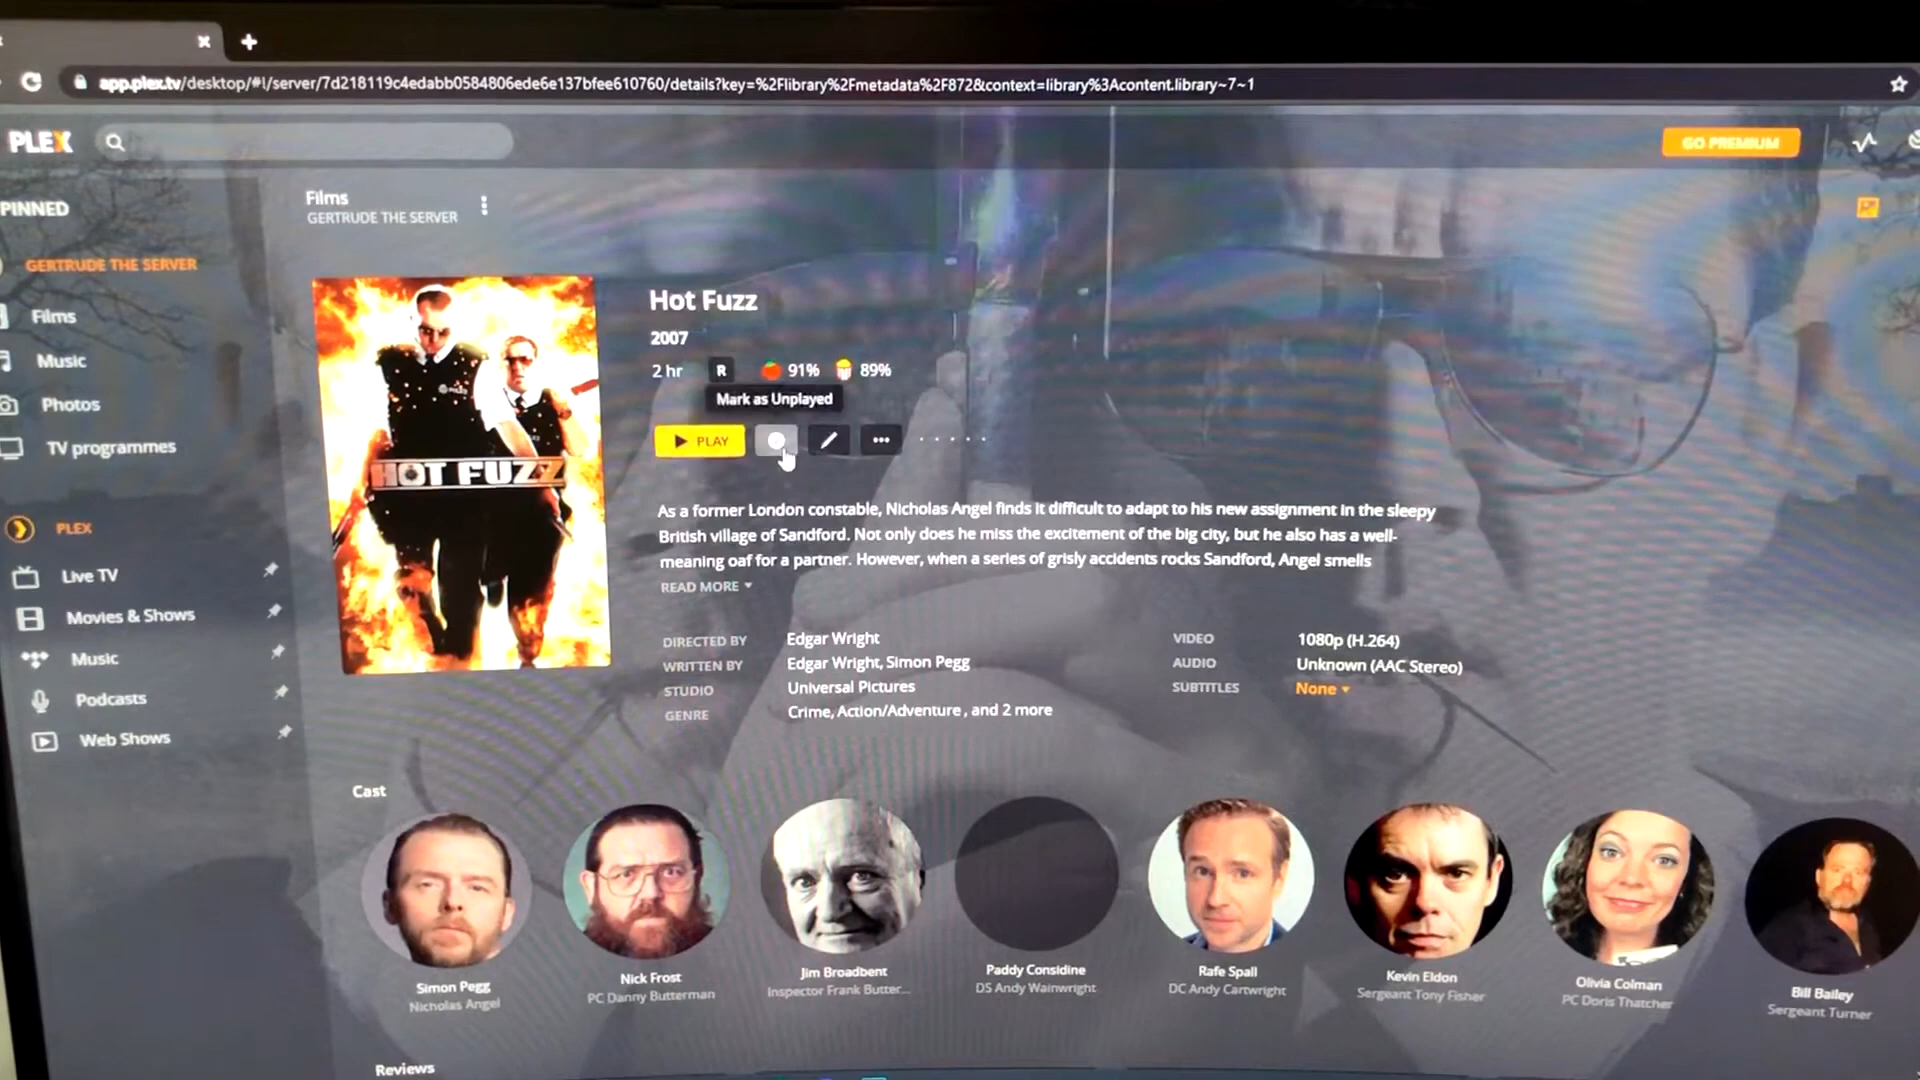 app.plex.tv/desktop/#!/server/7d218119c4edabb0584806ede6e137bfee610760/details?key=%2Flibrary%2Fmetadata%2F872&context=library%3Acontent.library~7~1
PLEX
GO PREMIUM
PINNED
GERTRUDE THE SERVER
Films
Music
Photos
TV programmes
PLEX
Live TV
Movies & Shows
Music
Podcasts
Web Shows
Films
GERTRUDE THE SERVER
HOT FUZZ
Hot Fuzz
2007
2 hr R 91% 89%
Mark as Unplayed
PLAY
As a former London constable, Nicholas Angel finds it difficult to adapt to his new assignment in the sleepy
British village of Sandford. Not only does he miss the excitement of the big city, but he also has a well-
meaning oaf for a partner. However, when a series of grisly accidents rocks Sandford, Angel smells
READ MORE
DIRECTED BY Edgar Wright
WRITTEN BY Edgar Wright, Simon Pegg
STUDIO Universal Pictures
GENRE Crime, Action/Adventure , and 2 more
VIDEO 1080p (H.264)
AUDIO Unknown (AAC Stereo)
SUBTITLES None
Cast
Simon Pegg
Nicholas Angel
Nick Frost
PC Danny Butterman
Jim Broadbent
Inspector Frank Butter...
Paddy Considine
DS Andy Wainwright
Rafe Spall
DC Andy Cartwright
Kevin Eldon
Sergeant Tony Fisher
Olivia Colman
PC Doris Thatcher
Bill Bailey
Sergeant Turner
Reviews